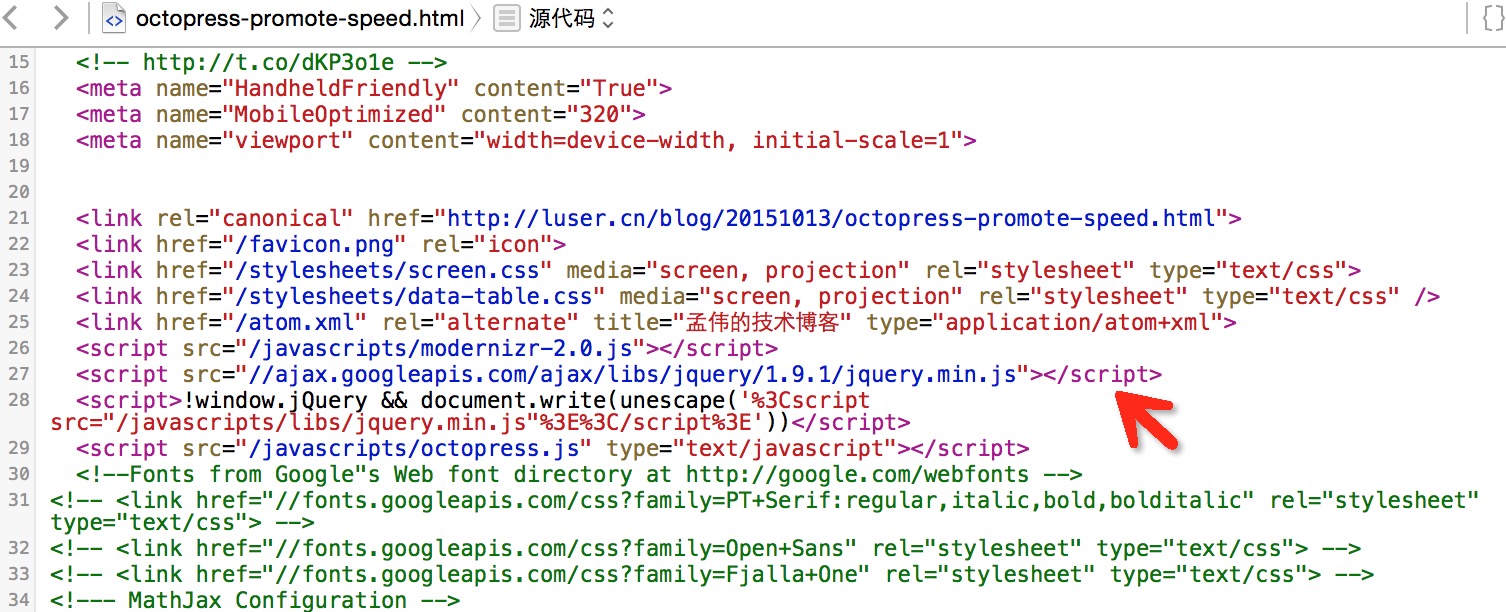 octopress-promote-speed.html 源代码 {}
15 <!-- http://t.co/dKP3o1e -->
16 <meta name="HandheldFriendly" content="True">
17 <meta name="MobileOptimized" content="320">
18 <meta name="viewport" content="width=device-width, initial-scale=1">
19
20
21 <link rel="canonical" href="http://luser.cn/blog/20151013/octopress-promote-speed.html">
22 <link href="/favicon.png" rel="icon">
23 <link href="/stylesheets/screen.css" media="screen, projection" rel="stylesheet" type="text/css">
24 <link href="/stylesheets/data-table.css" media="screen, projection" rel="stylesheet" type="text/css" />
25 <link href="/atom.xml" rel="alternate" title="孟伟的技术博客" type="application/atom+xml">
26 <script src="/javascripts/modernizr-2.0.js"></script>
27 <script src="//ajax.googleapis.com/ajax/libs/jquery/1.9.1/jquery.min.js"></script>
28 <script>!window.jQuery && document.write(unescape('%3Cscript
src="/javascripts/libs/jquery.min.js"%3E%3C/script%3E'))</script>
29 <script src="/javascripts/octopress.js" type="text/javascript"></script>
30 <!--Fonts from Google"s Web font directory at http://google.com/webfonts -->
31 <!-- <link href="//fonts.googleapis.com/css?family=PT+Serif:regular,italic,bold,bolditalic" rel="stylesheet"
type="text/css"> -->
32 <!-- <link href="//fonts.googleapis.com/css?family=Open+Sans" rel="stylesheet" type="text/css"> -->
33 <!-- <link href="//fonts.googleapis.com/css?family=Fjalla+One" rel="stylesheet" type="text/css"> -->
34 <!--- MathJax Configuration -->